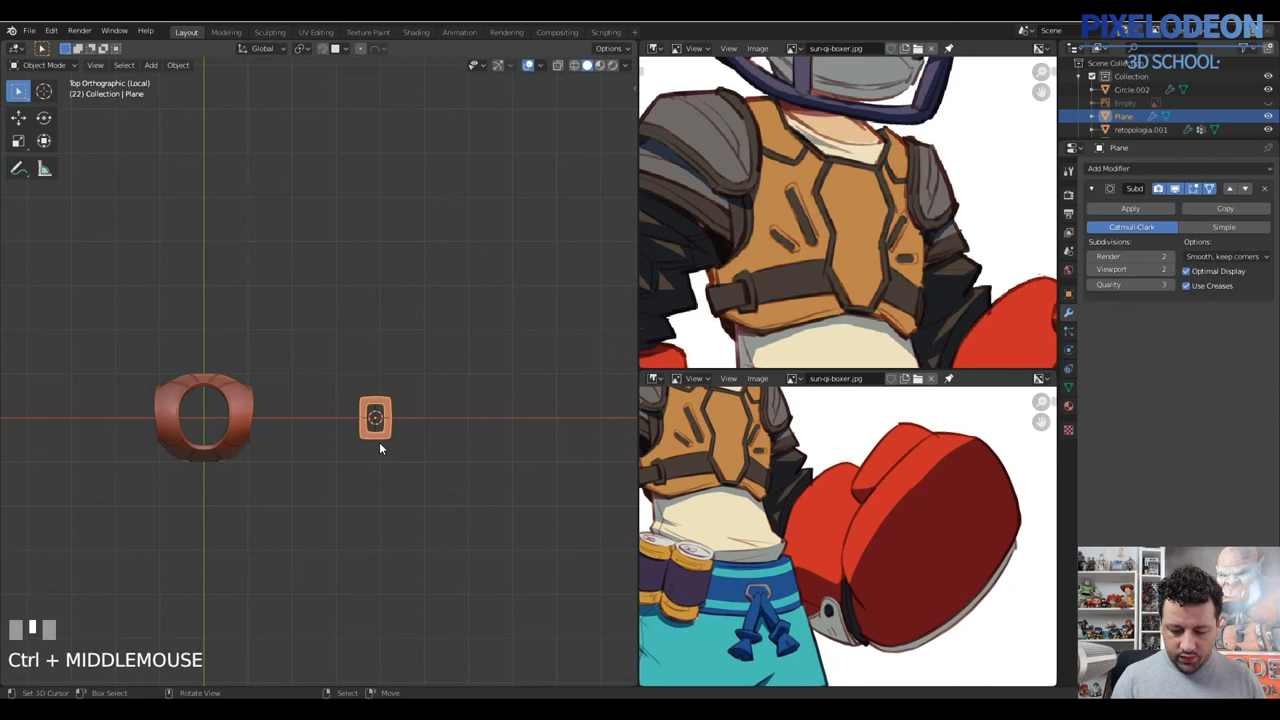 File Edit Render Window Help Layout Modeling Sculpting UV Editing Texture Paint Shading Animation Rendering Compositing Scripting Scene
PIXELODEON
3D SCHOOL
Global Options
View Image sun-qi-boxer.jpg
Object Mode View Select Add Object
Top Orthographic (Local)
(22) Collection | Plane
Collection
Circle.002
Empty
Plane
retopologia.001
Plane
Add Modifier
Subd
Apply Copy
Catmull-Clark Simple
Subdivisions: Options:
Render 2 Smooth, keep corners
Viewport 2 Optimal Display
Quality 3 Use Creases
View Image sun-qi-boxer.jpg
Ctrl + MIDDLEMOUSE
Set 3D Cursor Box Select Rotate View Select Move